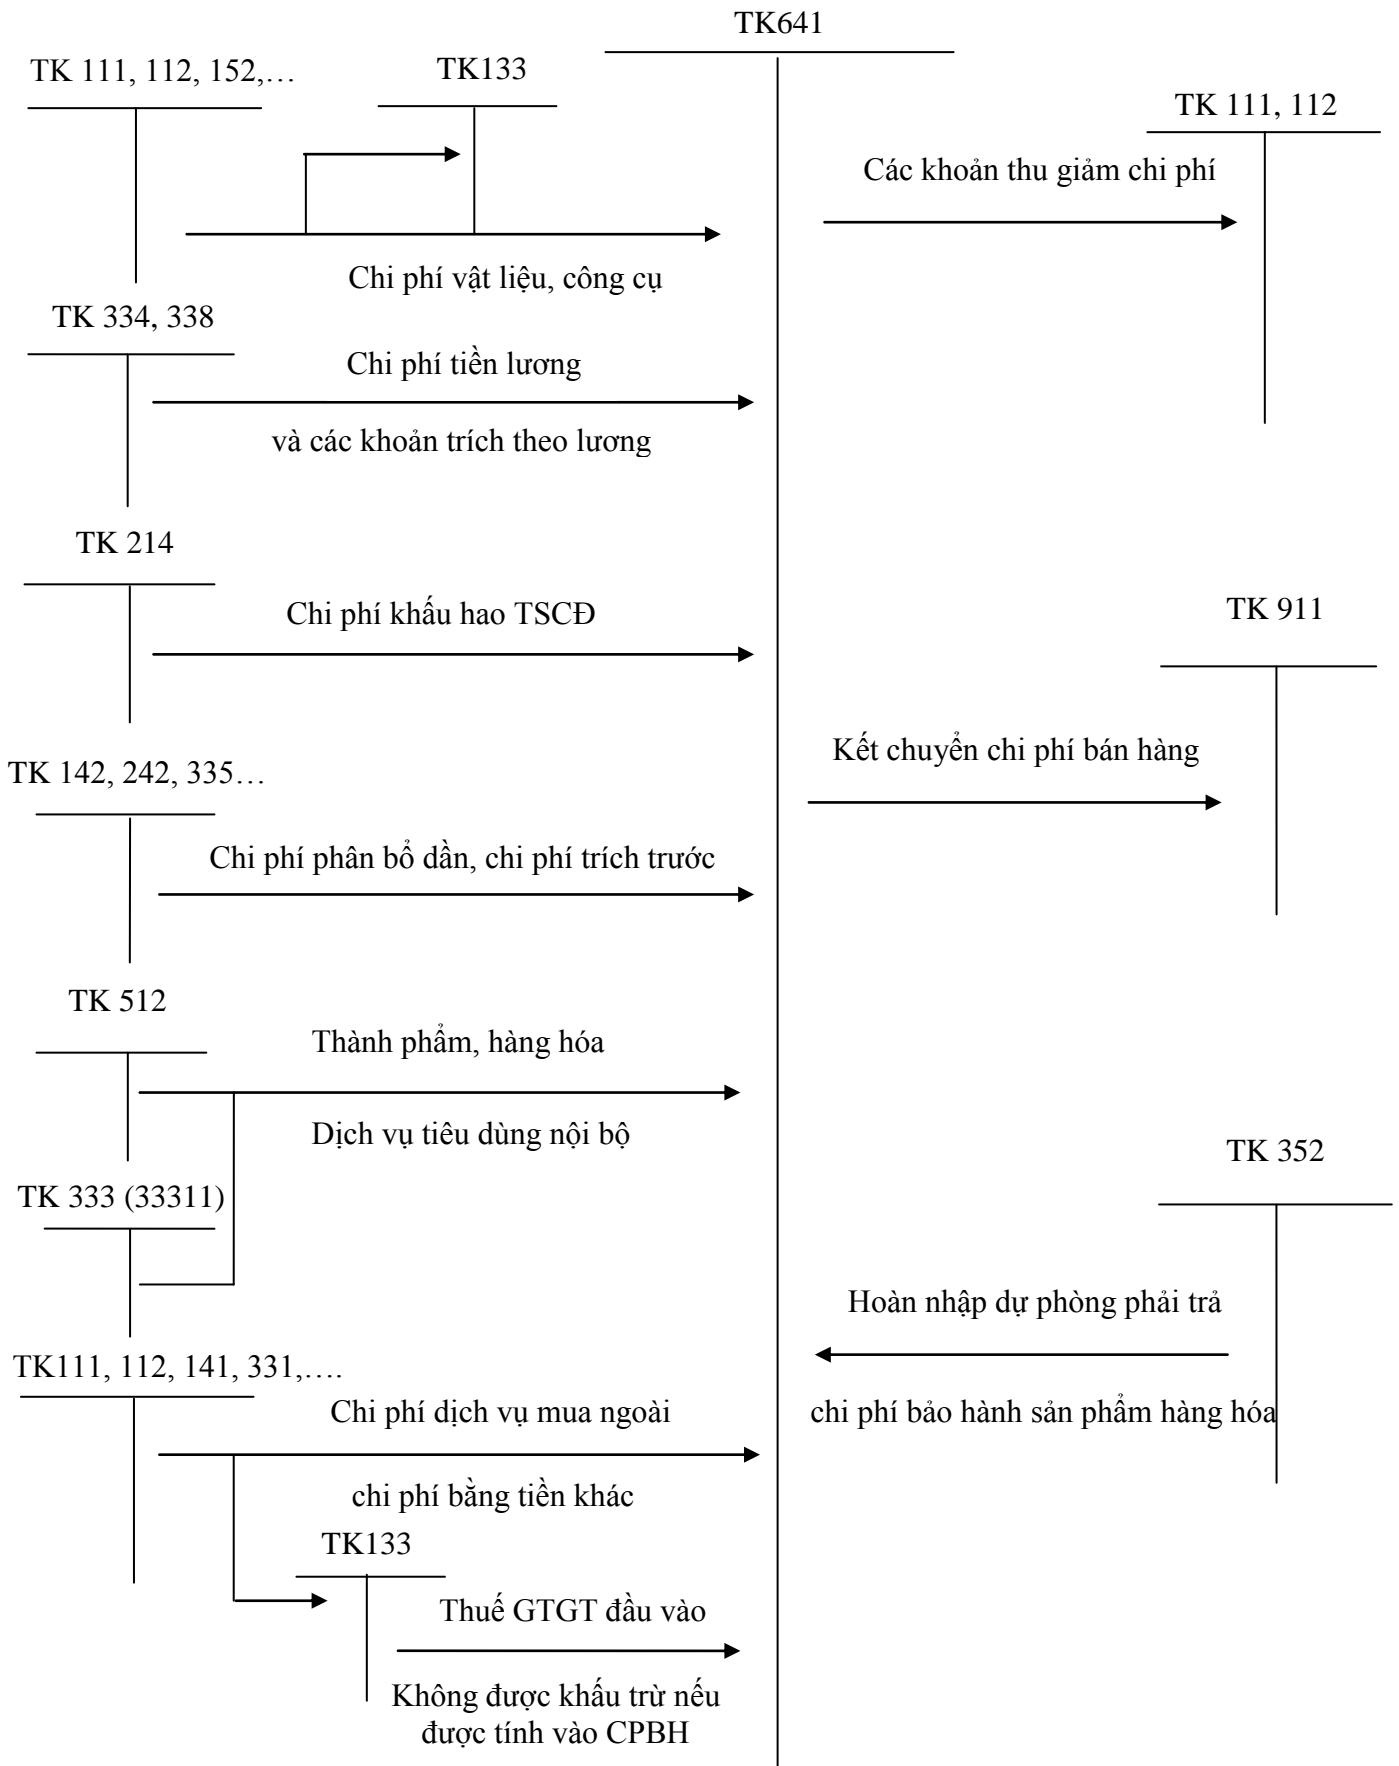 TK641
TK 111, 112, 152,…
TK133
TK 111, 112
Các khoản thu giảm chi phí
Chi phí vật liệu, công cụ
TK 334, 338
Chi phí tiền lương
và các khoản trích theo lương
TK 214
Chi phí khấu hao TSCĐ
TK 911
Kết chuyển chi phí bán hàng
TK 142, 242, 335…
Chi phí phân bổ dần, chi phí trích trước
TK 512
Thành phẩm, hàng hóa
Dịch vụ tiêu dùng nội bộ
TK 352
TK 333 (33311)
Hoàn nhập dự phòng phải trả
TK111, 112, 141, 331,….
Chi phí dịch vụ mua ngoài
chi phí bảo hành sản phẩm hàng hóa
chi phí bằng tiền khác
TK133
Thuế GTGT đầu vào
Không được khấu trừ nếu
được tính vào CPBH